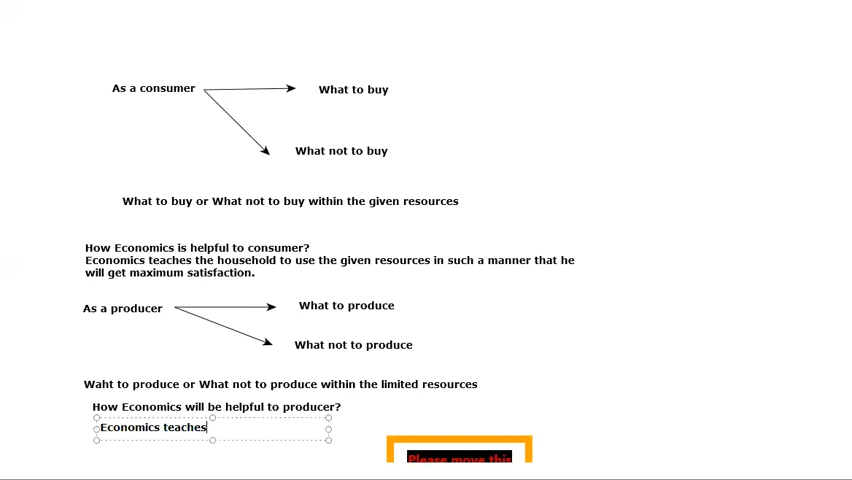 As a consumer
What to buy
What not to buy
What to buy or What not to buy within the given resources
How Economics is helpful to consumer?
Economics teaches the household to use the given resources in such a manner that he
will get maximum satisfaction.
As a producer
What to produce
What not to produce
Waht to produce or What not to produce within the limited resources
How Economics will be helpful to producer?
Economics teaches
Please move this